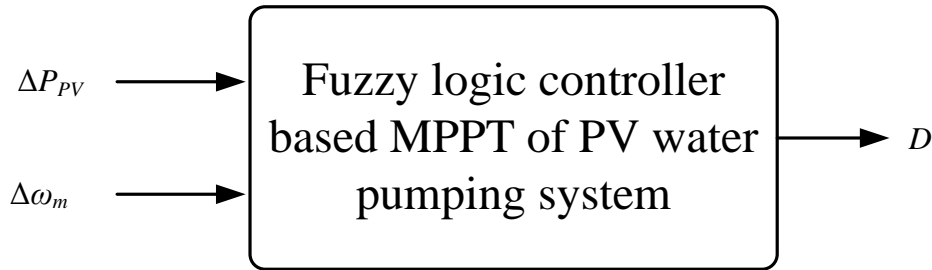 ΔP_PV
Fuzzy logic controller
based MPPT of PV water
pumping system
D
Δω_m